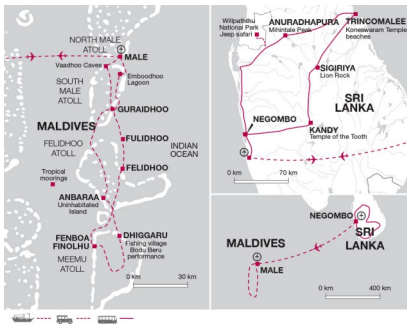 NORTH MALE
ATOLL
MALE
Vaadhoo Caves
Emboodhoo
Lagoon
SOUTH
MALE
ATOLL
GURAIDHOO
MALDIVES
FULIDHOO
FELIDHOO
ATOLL
INDIAN
OCEAN
FELIDHOO
Tropical
moorings
ANBARAA
Uninhabitated
Island
FENBOA
FINOLHU
DHIGGARU
Fishing village
Bodu Beru
performance
MEEMU
ATOLL
0 km 30 km
Willpaththu
National Park
Jeep safari
ANURADHAPURA
Mihintale Peak
TRINCOMALEE
Koneswaram Temple
beaches
SIGIRIYA
Lion Rock
SRI
LANKA
NEGOMBO
KANDY
Temple of the Tooth
0 km 70 km
NEGOMBO
SRI
LANKA
MALDIVES
MALE
0 km 400 km